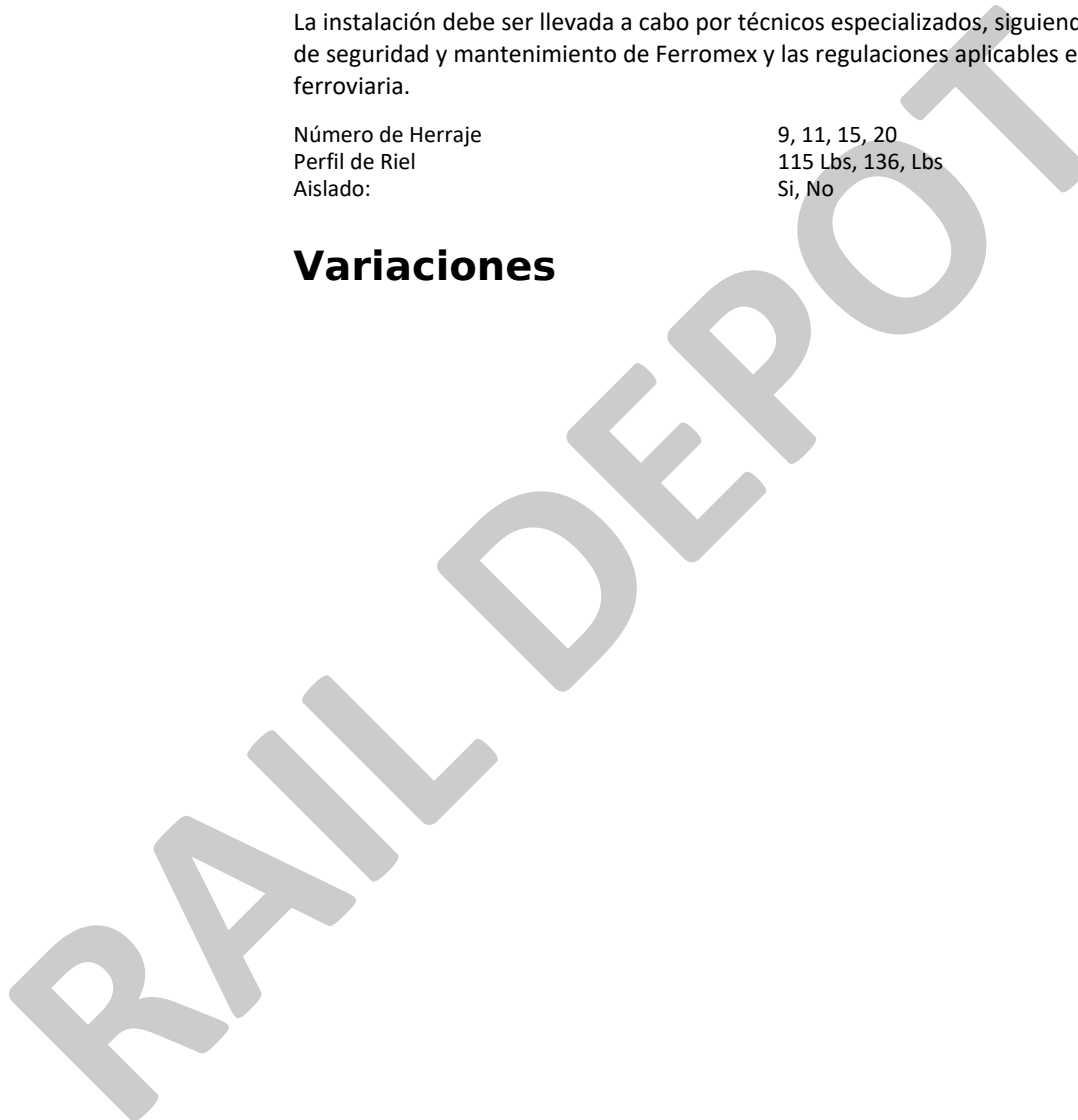 La instalación debe ser llevada a cabo por técnicos especializados,
de seguridad y mantenimiento de Ferromex y las regulaciones aplicables
ferroviaria.
Número de Herraje 9, 11, 15, 20
Perfil de Riel 115 Lbs, 136, Lbs
Aislado: Si, No
Variaciones
RAIL DEPOT